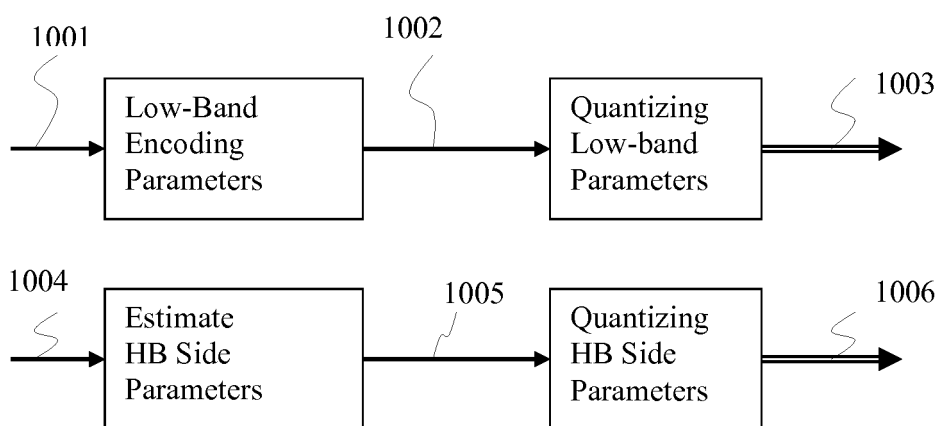 1001
1002
1003
Low-Band
Encoding
Parameters
Quantizing
Low-band
Parameters
1004
1005
1006
Estimate
HB Side
Parameters
Quantizing
HB Side
Parameters